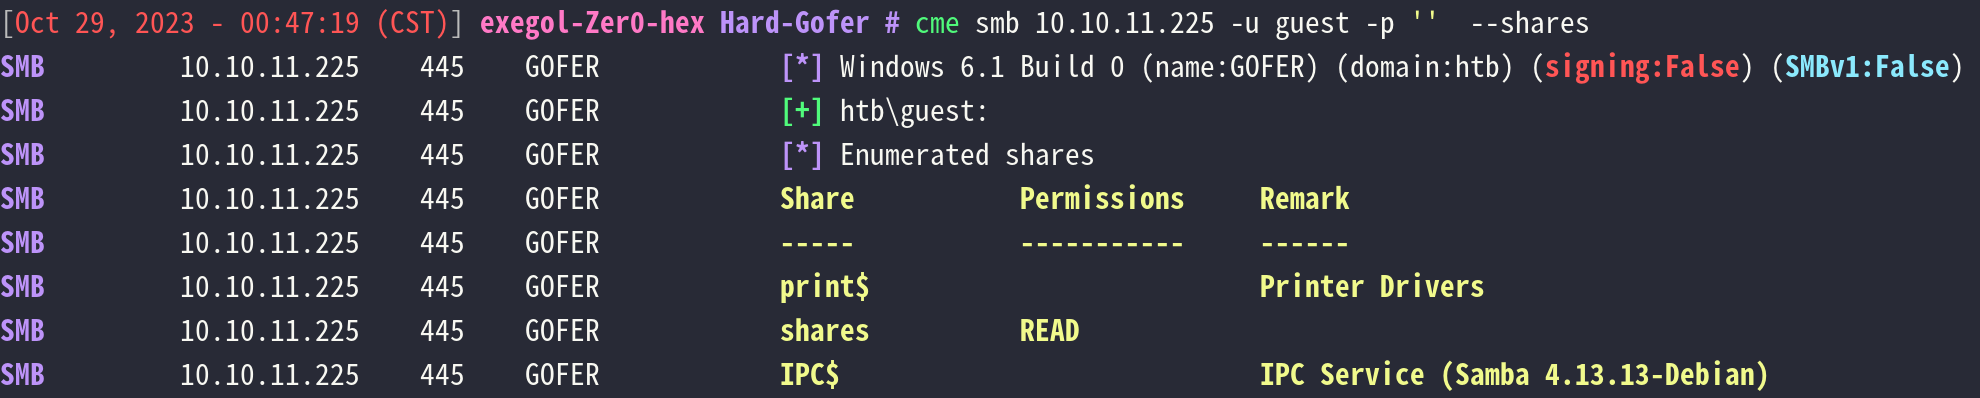 [Oct 29, 2023 - 00:47:19 (CST)] exegol-Zer0-hex Hard-Gofer # cme smb 10.10.11.225 -u guest -p ''  --shares
SMB         10.10.11.225    445    GOFER            [*] Windows 6.1 Build 0 (name:GOFER) (domain:htb) (signing:False) (SMBv1:False)
SMB         10.10.11.225    445    GOFER            [+] htb\guest:
SMB         10.10.11.225    445    GOFER            [*] Enumerated shares
SMB         10.10.11.225    445    GOFER            Share           Permissions     Remark
SMB         10.10.11.225    445    GOFER            -----           -----------     ------
SMB         10.10.11.225    445    GOFER            print$                          Printer Drivers
SMB         10.10.11.225    445    GOFER            shares          READ
SMB         10.10.11.225    445    GOFER            IPC$                            IPC Service (Samba 4.13.13-Debian)